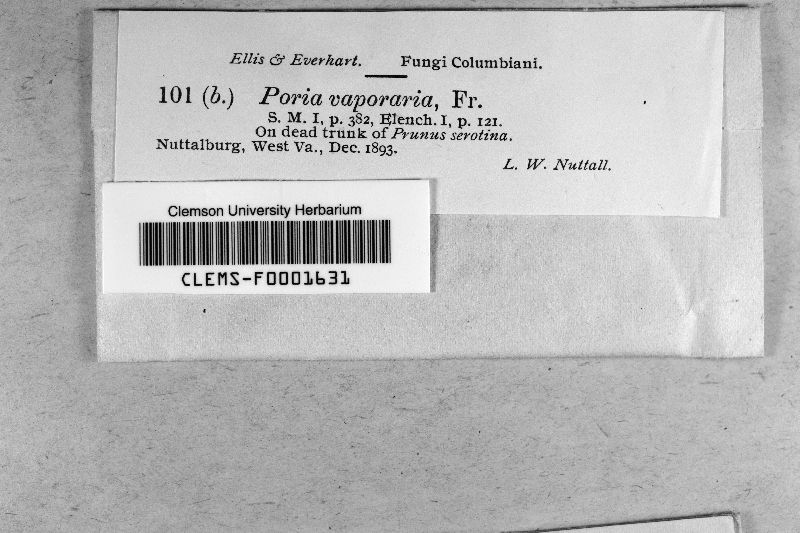 Ellis & Everhart. Fungi Columbiani.
101 (b.) Poria vaporaria, Fr.
S. M. I, p. 382, Elench. I, p. 121.
On dead trunk of Prunus serotina.
Nuttalburg, West Va., Dec. 1893.
L. W. Nuttall.
Clemson University Herbarium
CLEMS-F0001631